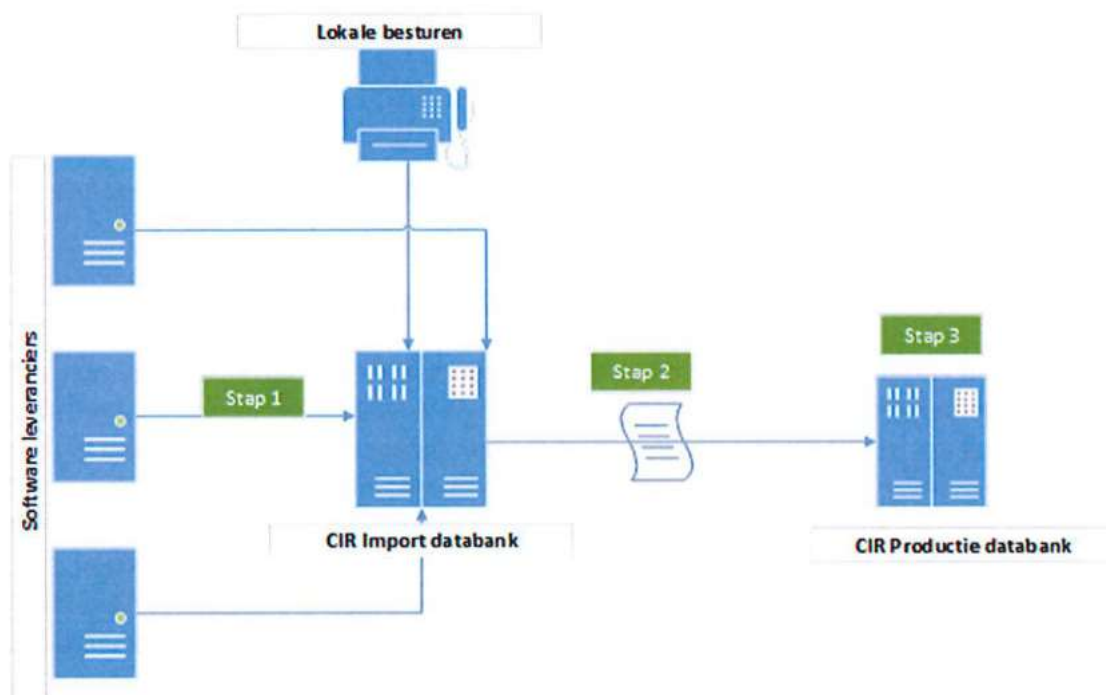 Lokale besturen
Software leveranciers
Stap 1
Stap 2
Stap 3
CIR Import databank
CIR Productie databank